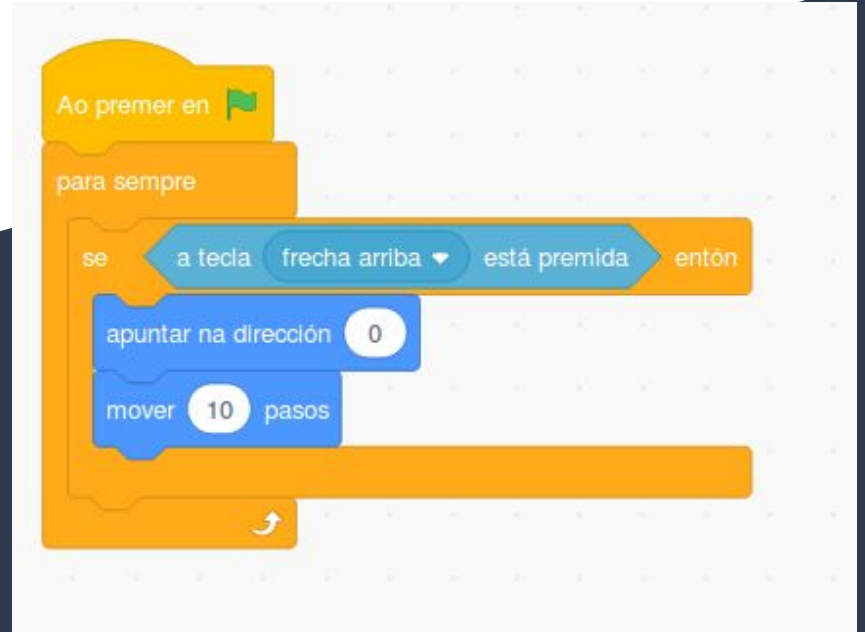 Ao premer en
para sempre
se a tecla frecha arriba está premida entón
apuntar na dirección 0
mover 10 pasos